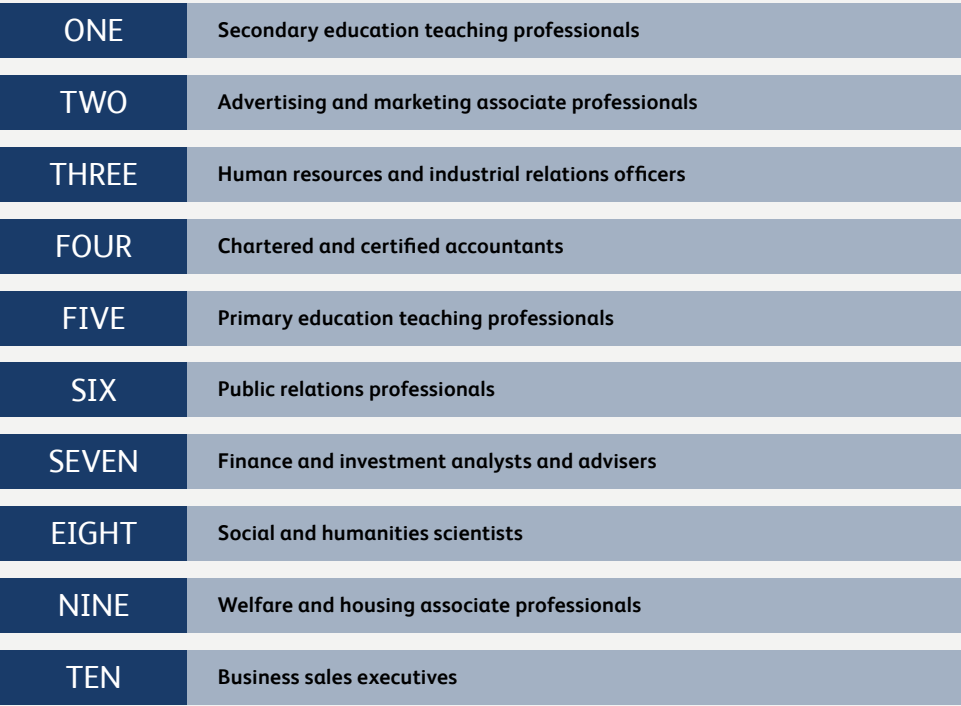 ONE Secondary education teaching professionals
TWO Advertising and marketing associate professionals
THREE Human resources and industrial relations officers
FOUR Chartered and certified accountants
FIVE Primary education teaching professionals
SIX Public relations professionals
SEVEN Finance and investment analysts and advisers
EIGHT Social and humanities scientists
NINE Welfare and housing associate professionals
TEN Business sales executives